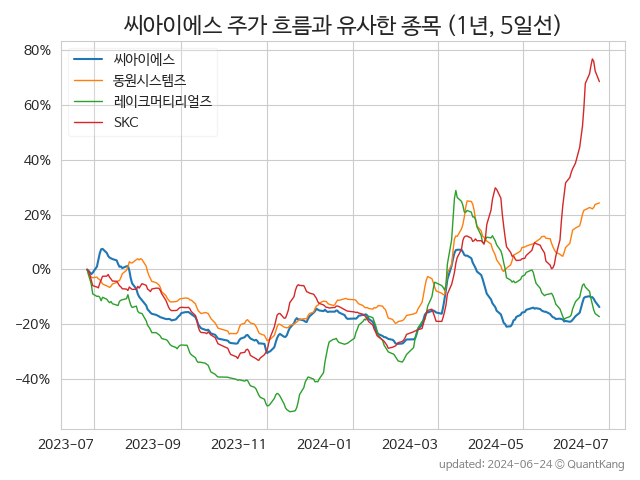 씨아이에스 주가 흐름과 유사한 종목 (1년, 5일선)
80%
60%
40%
20%
0%
−20%
−40%
씨아이에스
동원시스템즈
레이크머티리얼즈
SKC
2023-07 2023-09 2023-11 2024-01 2024-03 2024-05 2024-07
updated: 2024-06-24 © QuantKang